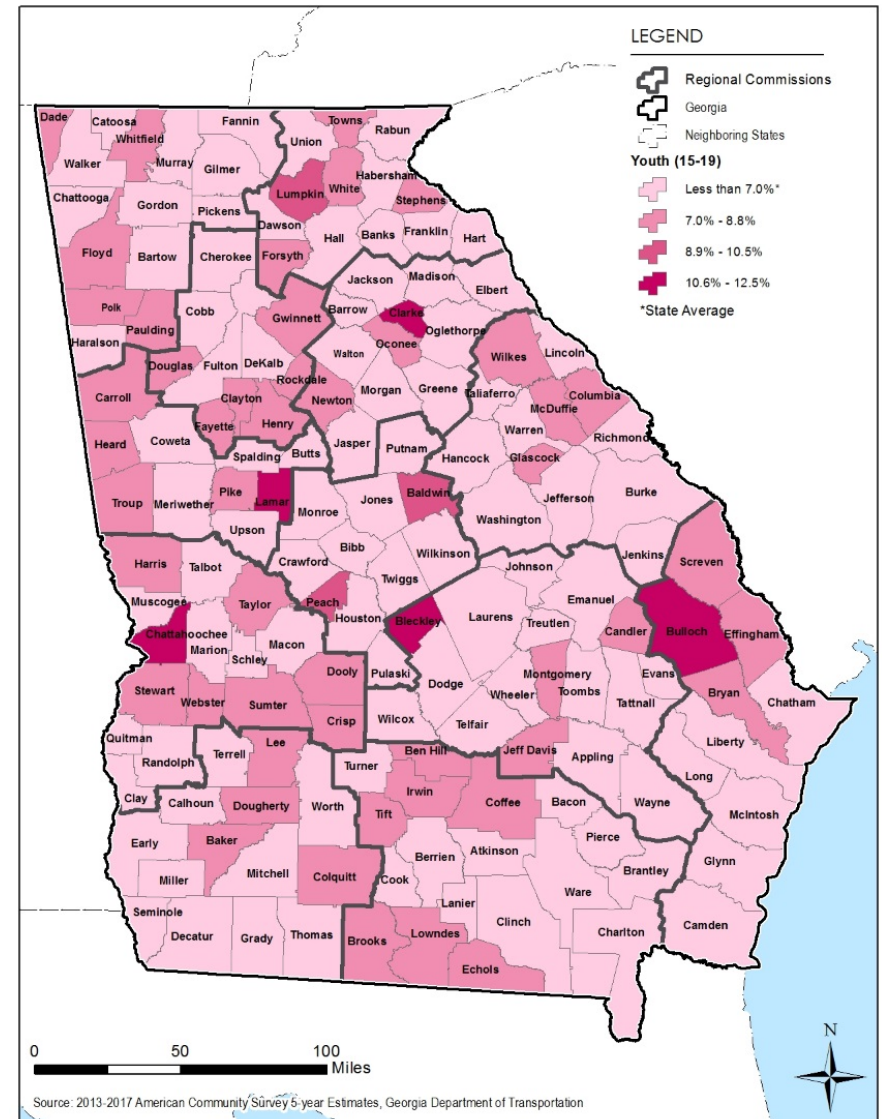 LEGEND
Regional Commissions
Georgia
Neighboring States
Youth (15-19)
Less than 7.0%*
7.0% - 8.8%
8.9% - 10.5%
10.6% - 12.5%
*State Average
Dade
Catoosa
Whitfield
Fannin
Towns
Rabun
Union
Walker
Murray
Gilmer
Habersham
Lumpkin
White
Stephens
Chattooga
Gordon
Pickens
Dawson
Hall
Banks
Franklin
Hart
Floyd
Bartow
Cherokee
Forsyth
Jackson
Madison
Elbert
Polk
Paulding
Cobb
Gwinnett
Barrow
Clarke
Oglethorpe
Haralson
Oconee
Wilkes
Lincoln
Douglas
Fulton
DeKalb
Walton
Rockdale
Carroll
Clayton
Newton
Morgan
Greene
Taliaferro
Columbia
McDuffie
Fayette
Henry
Warren
Richmond
Heard
Coweta
Spalding
Butts
Jasper
Putnam
Hancock
Glascock
Troup
Meriwether
Pike
Lamar
Monroe
Jones
Baldwin
Jefferson
Burke
Washington
Upson
Bibb
Wilkinson
Jenkins
Screven
Harris
Talbot
Crawford
Twiggs
Johnson
Emanuel
Muscogee
Taylor
Peach
Houston
Bleckley
Laurens
Treutlen
Candler
Bulloch
Effingham
Chattahoochee
Marion
Schley
Macon
Dooly
Pulaski
Dodge
Wheeler
Montgomery
Toombs
Evans
Tattnall
Bryan
Chatham
Stewart
Webster
Sumter
Crisp
Wilcox
Telfair
Liberty
Quitman
Randolph
Terrell
Lee
Turner
Ben Hill
Jeff Davis
Appling
Long
Clay
Calhoun
Dougherty
Worth
Irwin
Tift
Coffee
Bacon
Wayne
McIntosh
Early
Baker
Mitchell
Colquitt
Berrien
Atkinson
Pierce
Brantley
Glynn
Miller
Cook
Lanier
Ware
Seminole
Decatur
Grady
Thomas
Brooks
Lowndes
Clinch
Charlton
Camden
Echols
N
0 50 100
Miles
Source: 2013-2017 American Community Survey 5-year Estimates, Georgia Department of Transportation